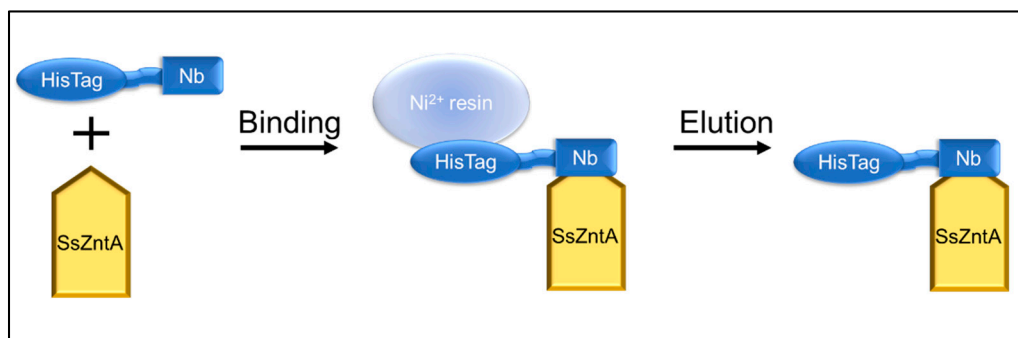 HisTag Nb
+
SsZntA
Binding
Ni²⁺ resin
HisTag Nb
SsZntA
Elution
HisTag Nb
SsZntA